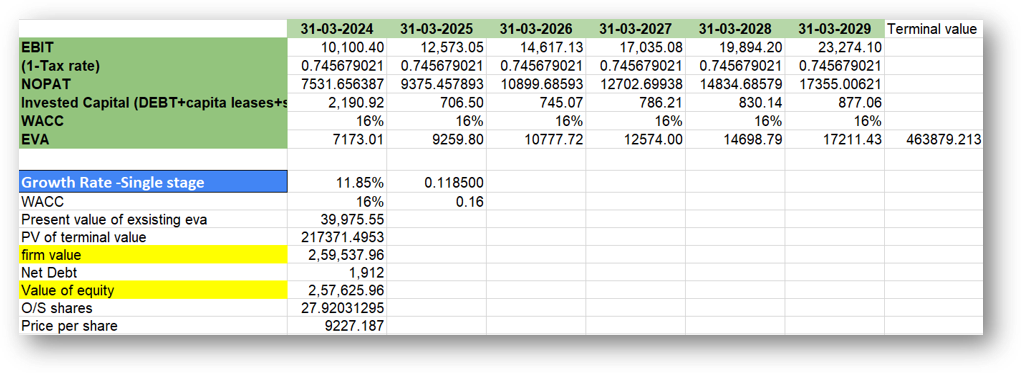 31-03-2024 31-03-2025 31-03-2026 31-03-2027 31-03-2028 31-03-2029 Terminal value
EBIT 10,100.40 12,573.05 14,617.13 17,035.08 19,894.20 23,274.10
(1-Tax rate) 0.745679021 0.745679021 0.745679021 0.745679021 0.745679021 0.745679021
NOPAT 7531.656387 9375.457893 10899.68593 12702.69938 14834.68579 17355.00621
Invested Capital (DEBT+capita leases+s 2,190.92 706.50 745.07 786.21 830.14 877.06
WACC 16% 16% 16% 16% 16% 16%
EVA 7173.01 9259.80 10777.72 12574.00 14698.79 17211.43 463879.213
Growth Rate -Single stage 11.85% 0.118500
WACC 16% 0.16
Present value of exsisting eva 39,975.55
PV of terminal value 217371.4953
firm value 2,59,537.96
Net Debt 1,912
Value of equity 2,57,625.96
O/S shares 27.92031295
Price per share 9227.187